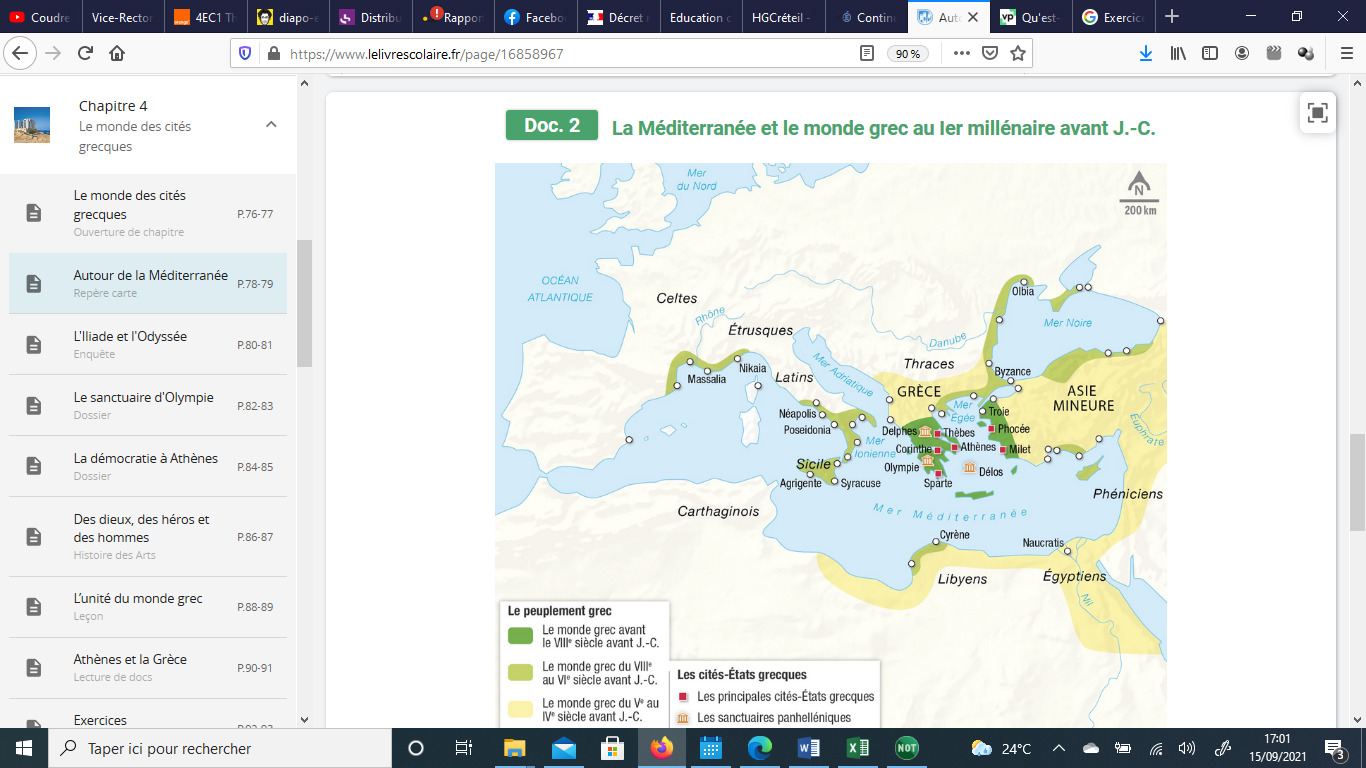 Coudre
Vice-Rector
4EC1 Th
diapo-e
Distribu
Rapport
Facebo
Décret r
Education c
HGCréteil -
Contine
Auto
Qu'est-
Exercice
https://www.lelivrescolaire.fr/page/16858967
90 %
Chapitre 4
Le monde des cités
grecques
Le monde des cités
grecques
P.76-77
Ouverture de chapitre
Autour de la Méditerranée
P.78-79
Repère carte
L'Iliade et l'Odyssée
P.80-81
Enquête
Le sanctuaire d'Olympie
P.82-83
Dossier
La démocratie à Athènes
P.84-85
Dossier
Des dieux, des héros et
des hommes
P.86-87
Histoire des Arts
L'unité du monde grec
P.88-89
Leçon
Athènes et la Grèce
P.90-91
Lecture de docs
Exercices
Doc. 2
La Méditerranée et le monde grec au Ier millénaire avant J.-C.
Mer
du Nord
N
200 km
OCÉAN
ATLANTIQUE
Celtes
Rhône
Étrusques
Massalia
Nikaia
Latins
Mer Adriatique
Danube
Thraces
Olbia
Mer Noire
Byzance
GRÈCE
ASIE
MINEURE
Mer
Égée
Troie
Néapolis
Poseidonia
Mer
Ionienne
Delphes
Thèbes
Phocée
Corinthe
Athènes
Milet
Olympie
Délos
Sparte
Euphrate
Sicile
Agrigente
Syracuse
Phéniciens
Carthaginois
Mer Méditerranée
Cyrène
Naucratis
Libyens
Égyptiens
Nil
Le peuplement grec
Le monde grec avant
le VIIIe siècle avant J.-C.
Le monde grec du VIIIe
au VIe siècle avant J.-C.
Le monde grec du Ve au
IVe siècle avant J.-C.
Les cités-États grecques
Les principales cités-États grecques
Les sanctuaires panhelléniques
Taper ici pour rechercher
NOT
24°C
17:01
15/09/2021
3